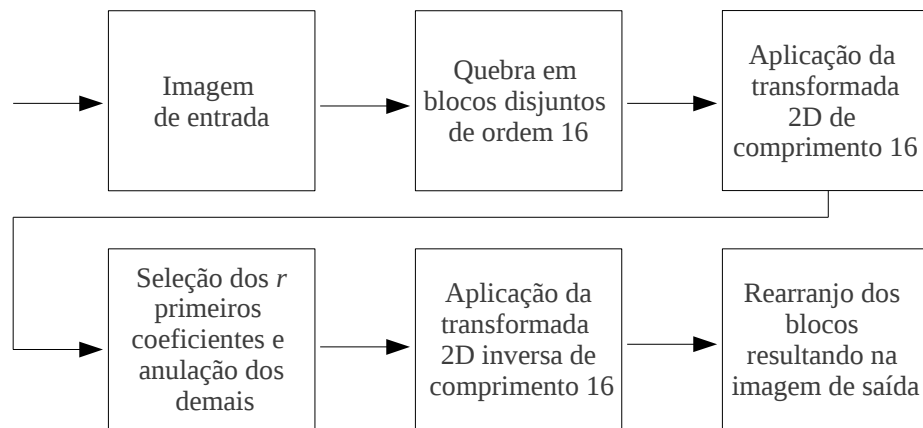 Imagem
de entrada
Quebra em
blocos disjuntos
de ordem 16
Aplicação da
transformada
2D de
comprimento 16
Seleção dos r
primeiros
coeficientes e
anulação dos
demais
Aplicação da
transformada
2D inversa de
comprimento 16
Rearranjo dos
blocos
resultando na
imagem de saída